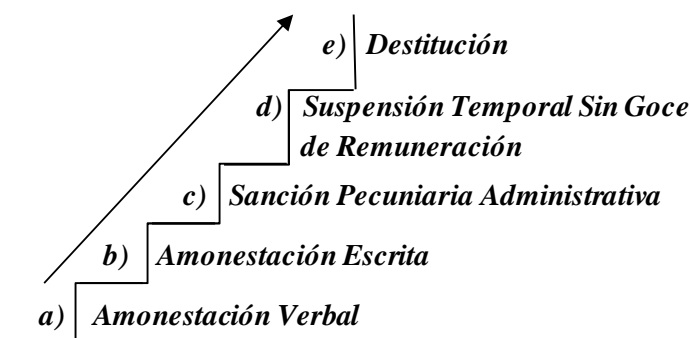 e) Destitución
d) Suspensión Temporal Sin Goce
de Remuneración
c) Sanción Pecuniaria Administrativa
b) Amonestación Escrita
a) Amonestación Verbal